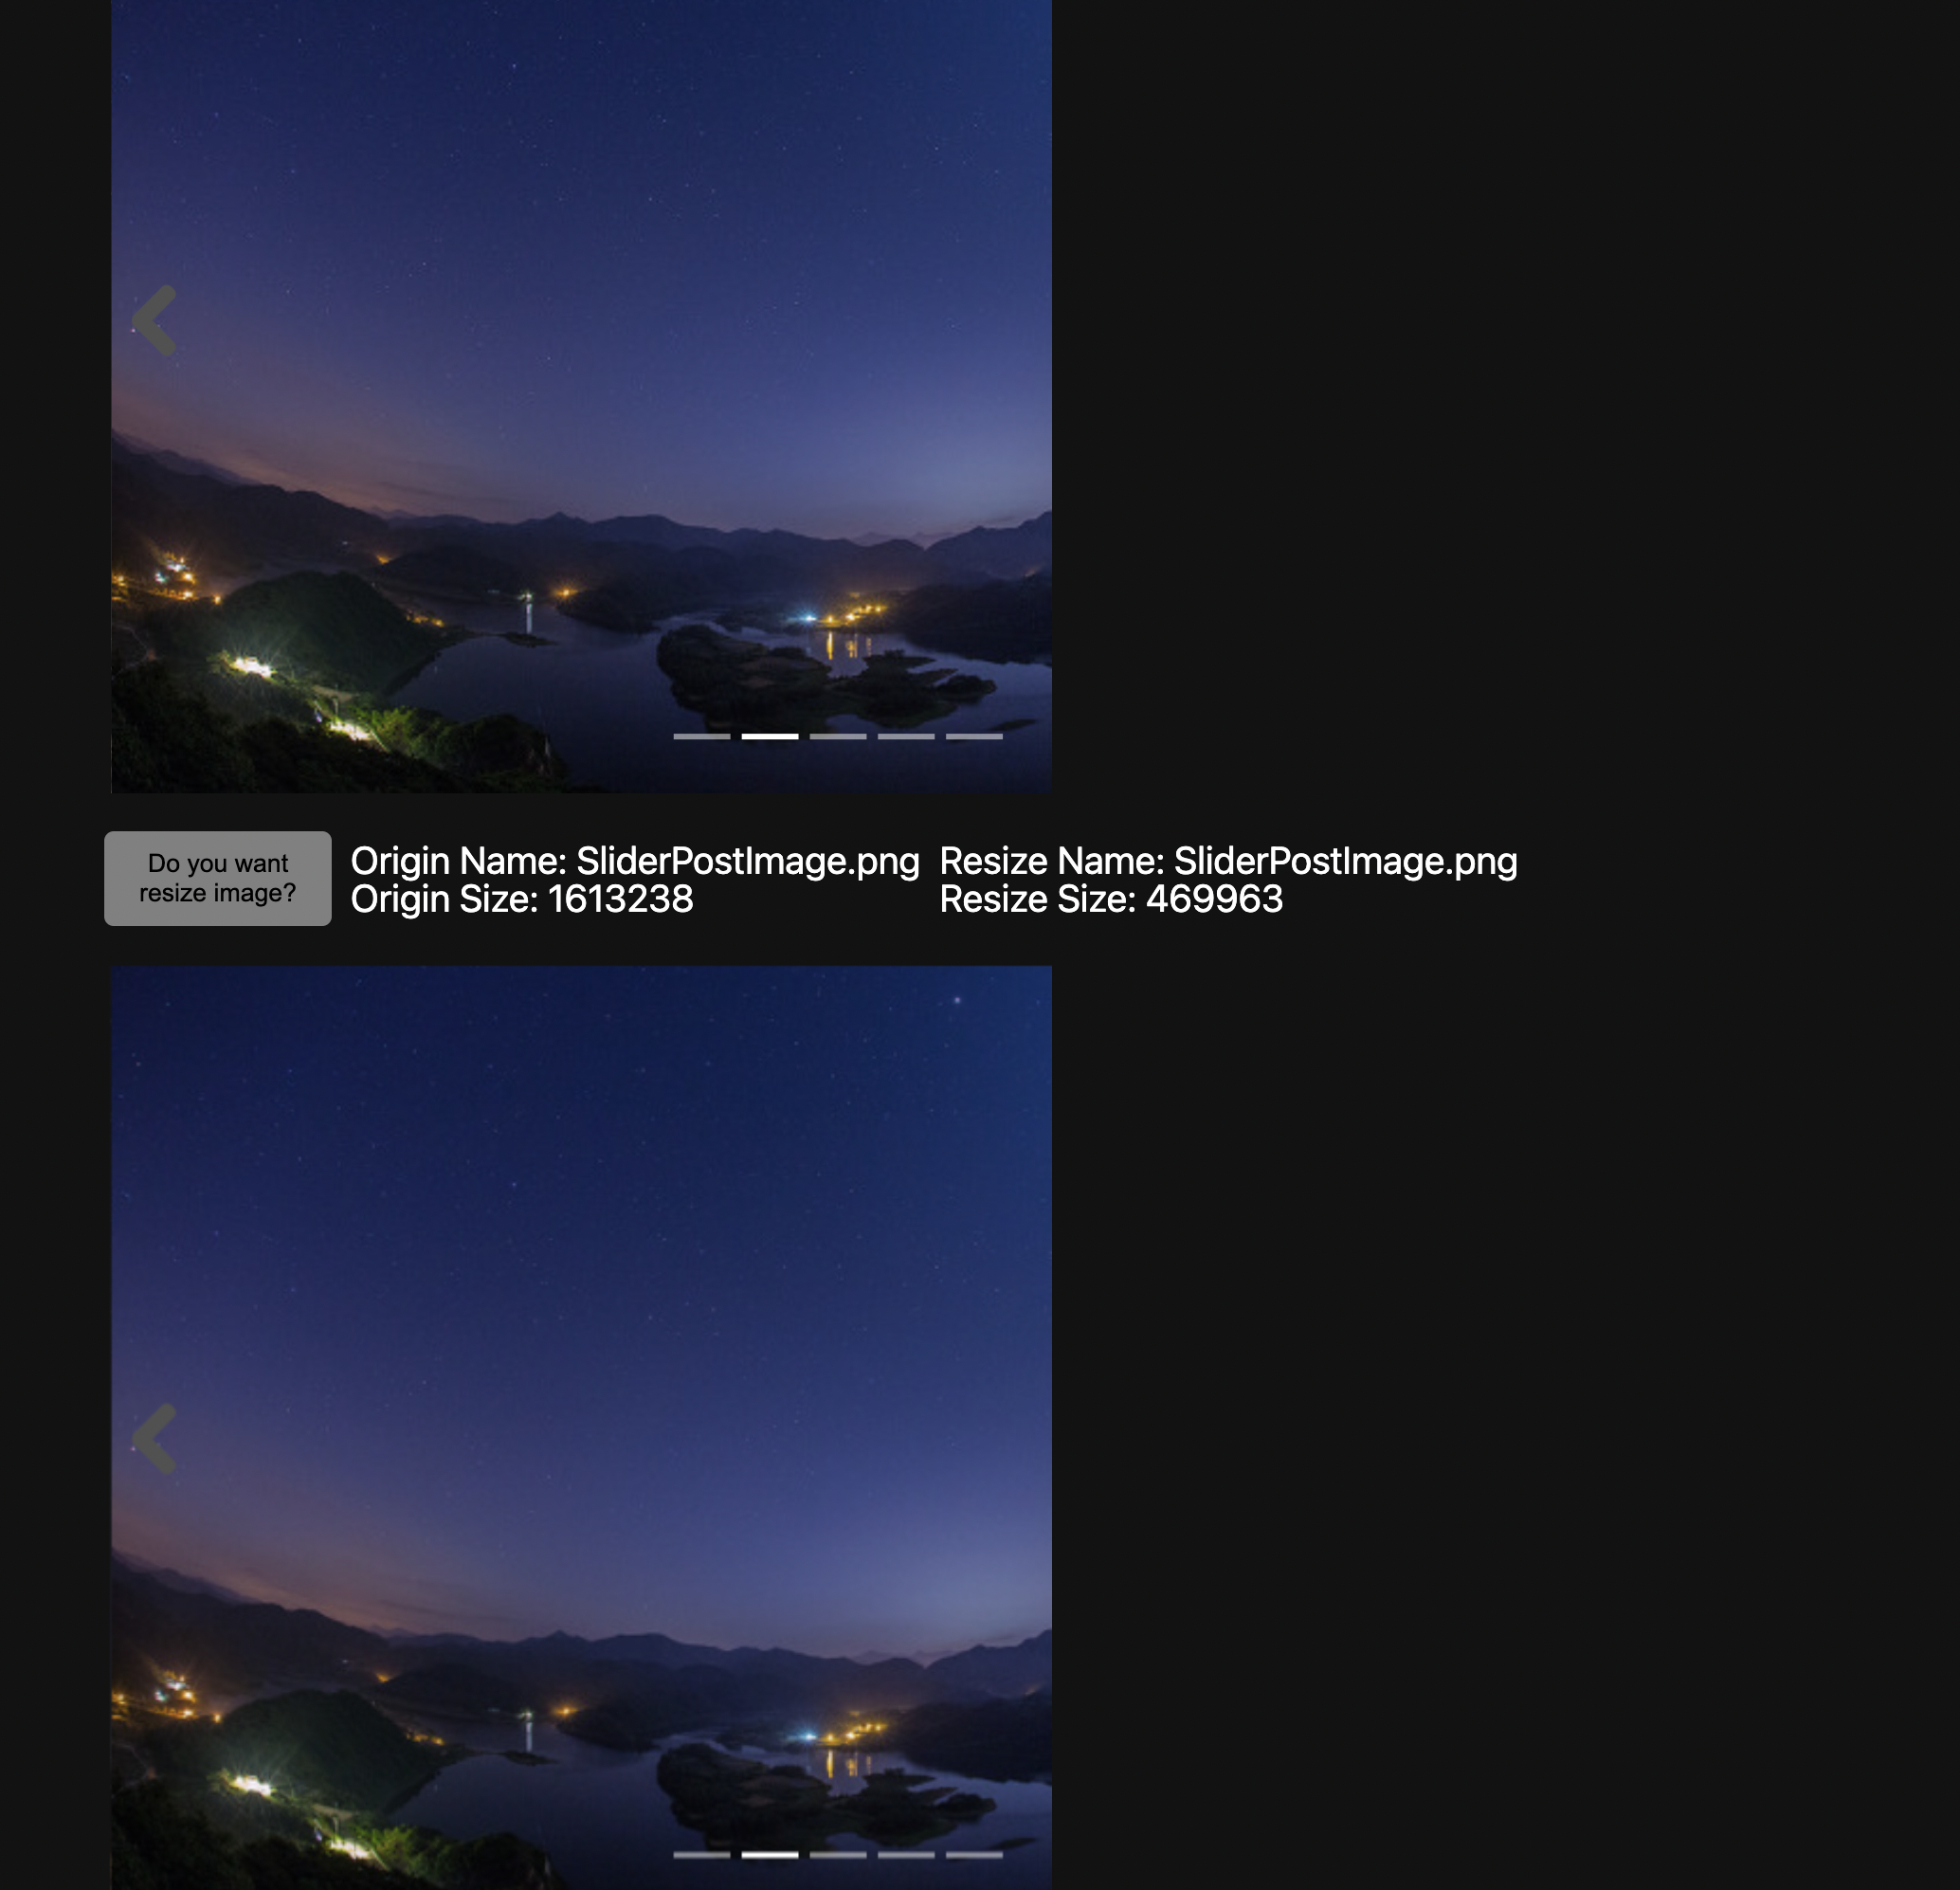 Do you want
resize image?
Origin Name: SliderPostImage.png
Origin Size: 1613238
Resize Name: SliderPostImage.png
Resize Size: 469963